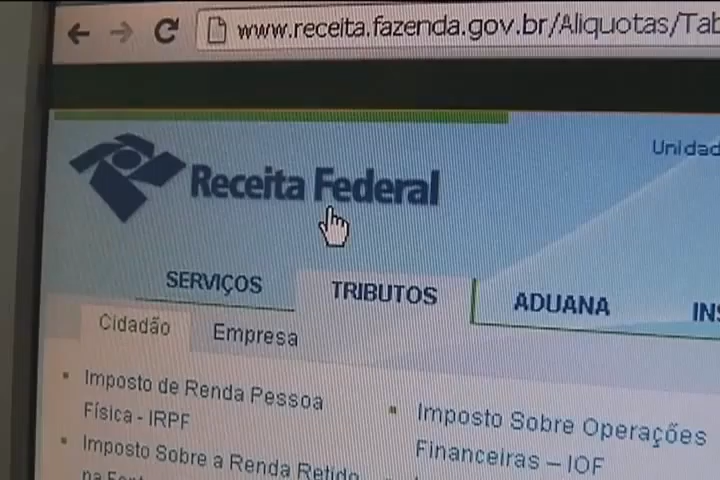 www.receita.fazenda.gov.br/Aliquotas/Tab
Unidad
Receita Federal
SERVIÇOS
TRIBUTOS
ADUANA
INS
Cidadão
Empresa
Imposto de Renda Pessoa
Física - IRPF
Imposto Sobre a Renda Retido
Imposto Sobre Operações
Financeiras – IOF